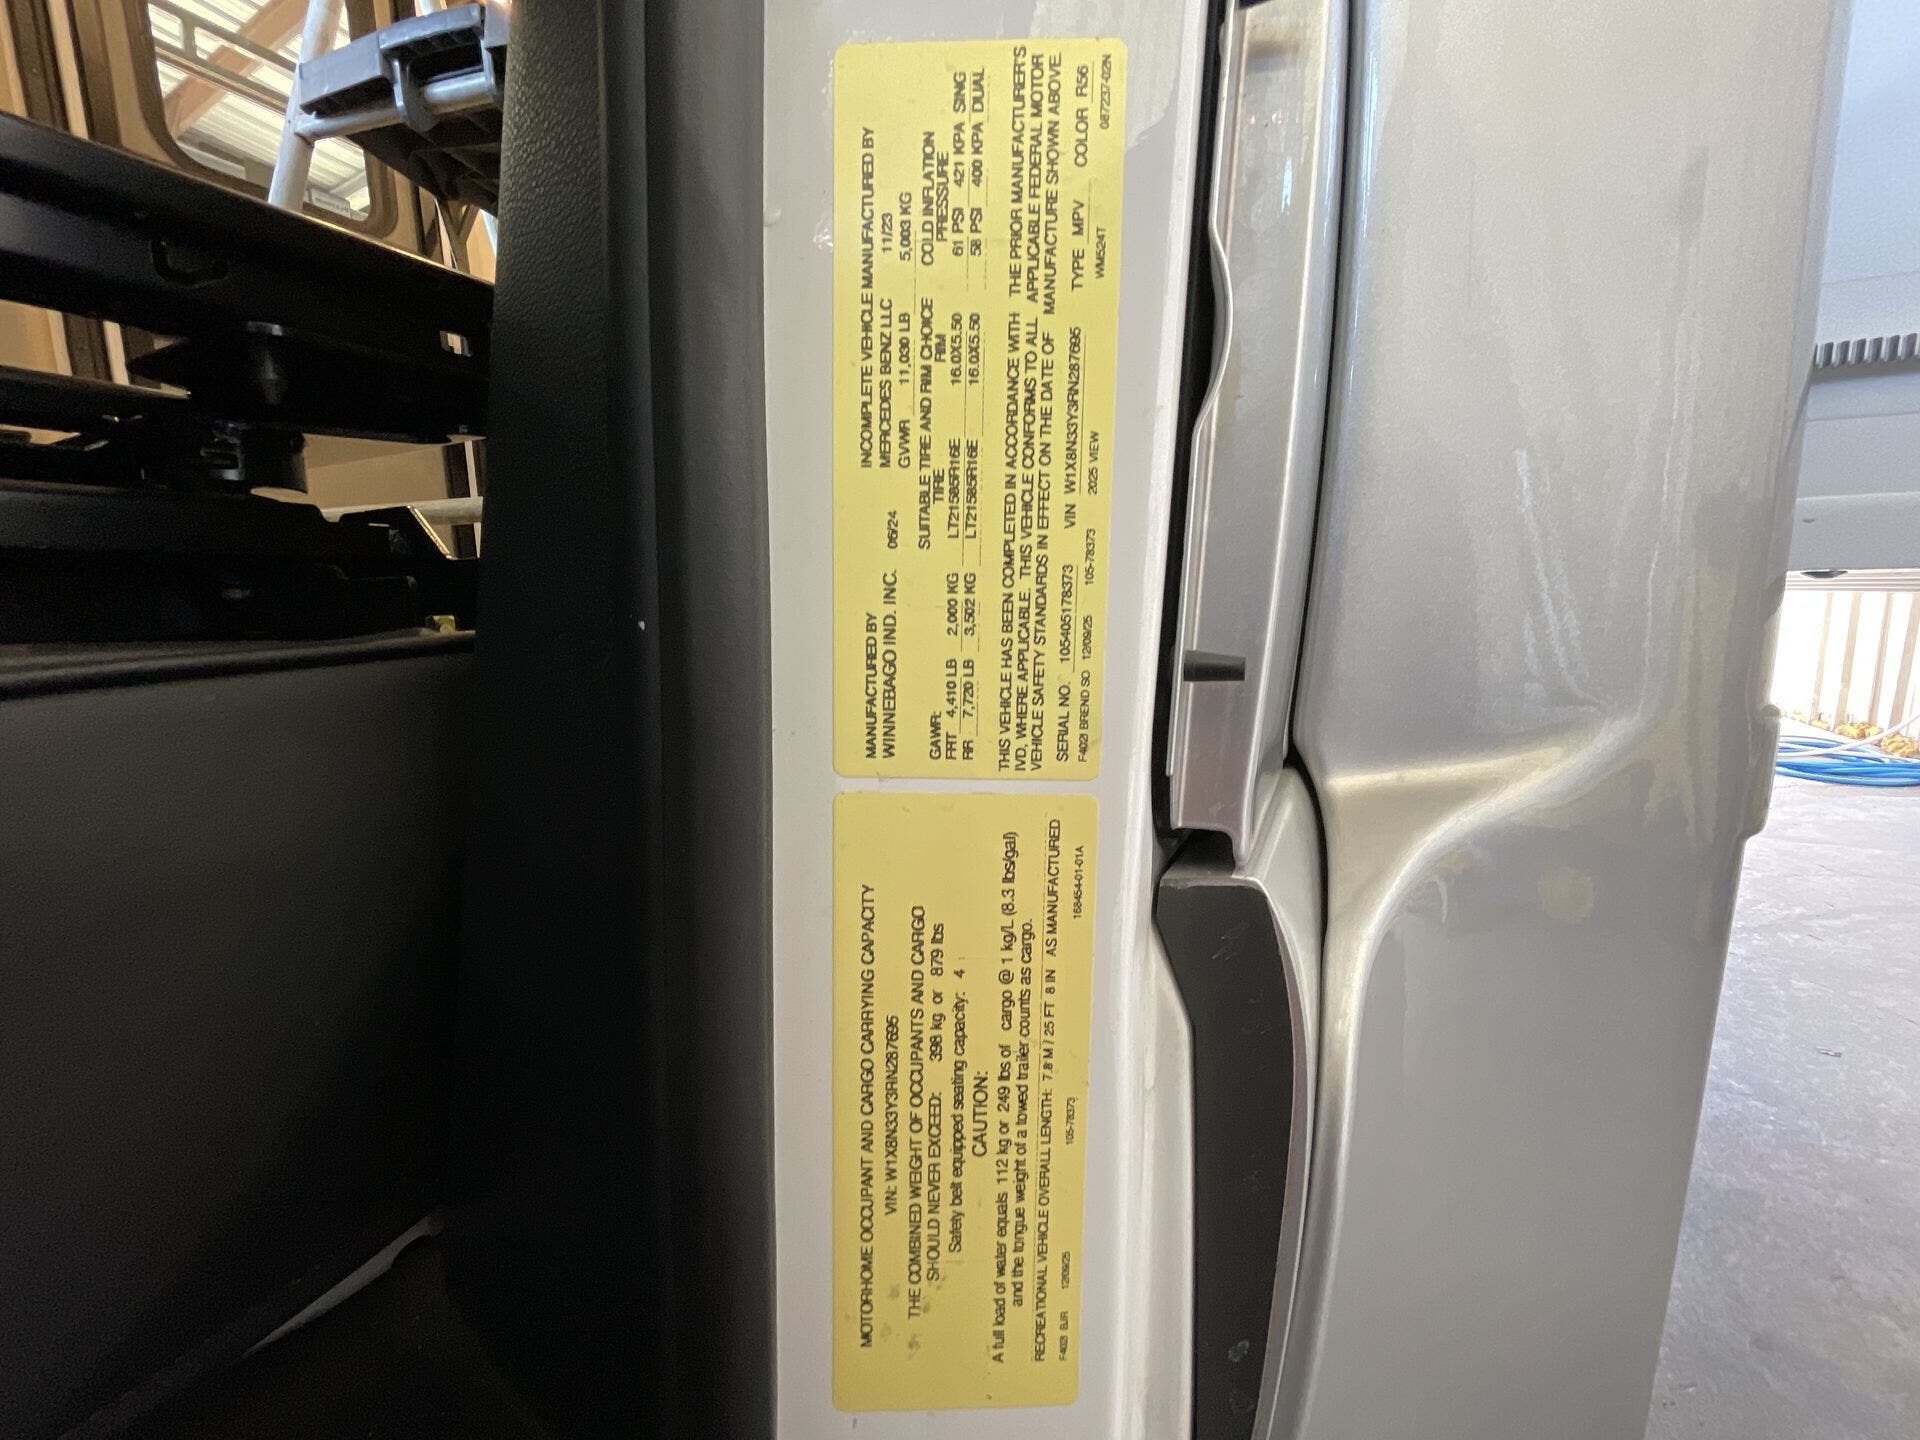 MANUFACTURED BY
WINNEBAGO IND. INC. 06/24
INCOMPLETE VEHICLE MANUFACTURED BY
MERCEDES BENZ LLC 11/23
GVWR 11,030 LB 5,003 KG
SUITABLE TIRE AND RIM CHOICE
GAWR: TIRE RIM COLD INFLATION PRESSURE
FRT 4,410 LB 2,000 KG LT21585R16E 16.0X5.50 61 PSI 421 KPA SING
RR 7,720 LB 3,502 KG LT21585R16E 16.0X5.50 58 PSI 400 KPA DUAL
THIS VEHICLE HAS BEEN COMPLETED IN ACCORDANCE WITH THE PRIOR MANUFACTURER'S
IVD, WHERE APPLICABLE. THIS VEHICLE CONFORMS TO ALL APPLICABLE FEDERAL MOTOR
VEHICLE SAFETY STANDARDS IN EFFECT ON THE DATE OF MANUFACTURE SHOWN ABOVE.
SERIAL NO. 105405178373 VIN W1X8N33Y3RN287695 TYPE MPV COLOR R56
BREND SO 12/09/25 105-78373 2025 VIEW WM524T 087237-02N
MOTORHOME OCCUPANT AND CARGO CARRYING CAPACITY
VIN: W1X8N33Y3RN287695
THE COMBINED WEIGHT OF OCCUPANTS AND CARGO
SHOULD NEVER EXCEED: 398 kg or 879 lbs
Safety belt equipped seating capacity: 4
CAUTION:
A full load of water equals 112 kg or 249 lbs of cargo @ 1 kg/L (8.3 lbs/gal)
and the tongue weight of a towed trailer counts as cargo.
RECREATIONAL VEHICLE OVERALL LENGTH: 7.8 M / 25 FT 8 IN AS MANUFACTURED
BJR 12/09/25 105-78373 168454-01-01A